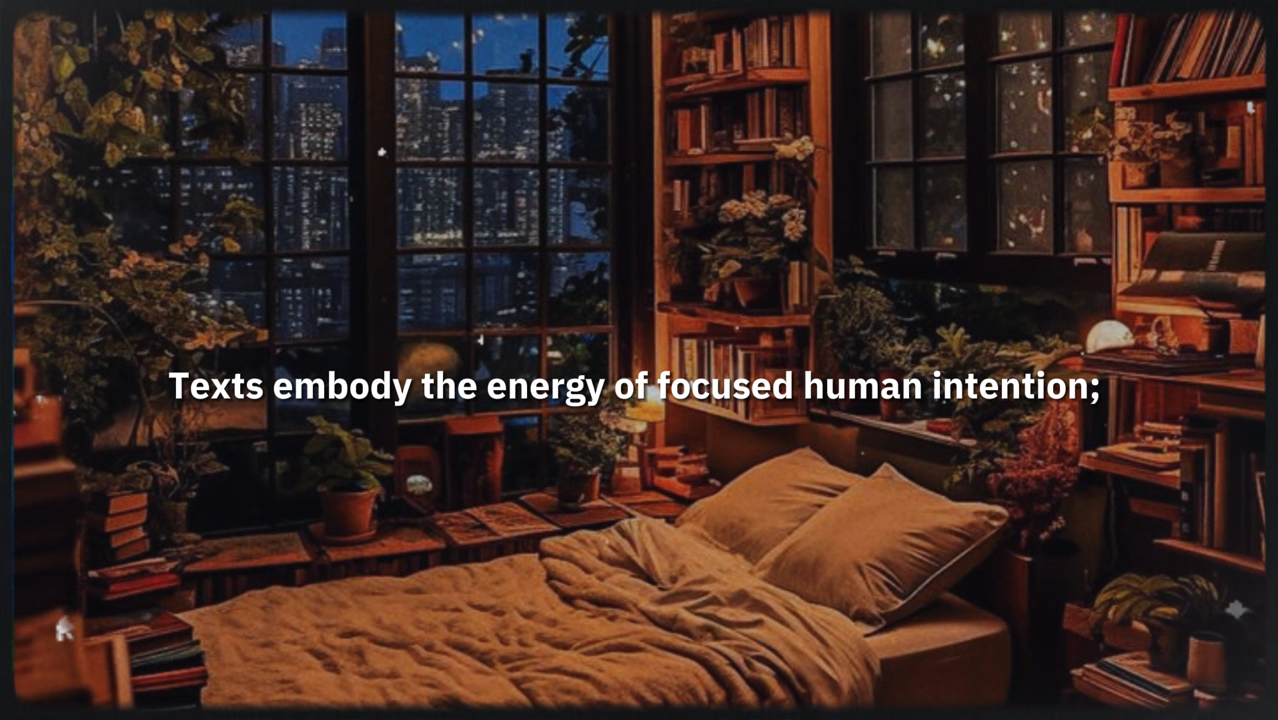 Texts embody the energy of focused human intention;